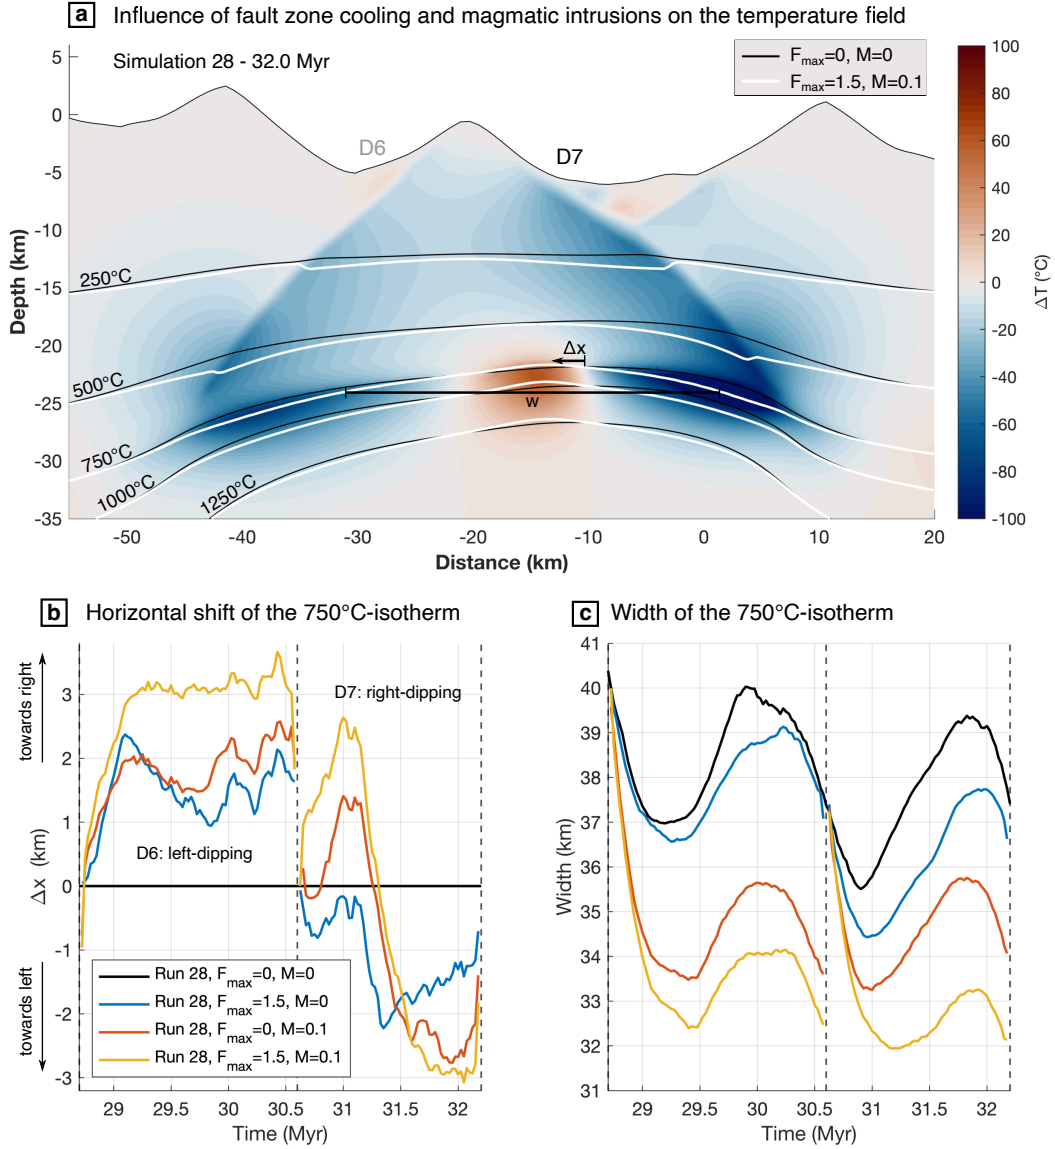 a Influence of fault zone cooling and magmatic intrusions on the temperature field
Simulation 28 - 32.0 Myr
Fmax=0, M=0
Fmax=1.5, M=0.1
D6
D7
250°C
500°C
750°C
1000°C
1250°C
Δx
w
5
0
-5
-10
-15
-20
-25
-30
-35
Depth (km)
-50 -40 -30 -20 -10 0 10 20
Distance (km)
100
80
60
40
20
0
-20
-40
-60
-80
-100
ΔT (°C)
b Horizontal shift of the 750°C-isotherm
towards right
towards left
Δx (km)
3
2
1
0
-1
-2
-3
D7: right-dipping
D6: left-dipping
Run 28, Fmax=0, M=0
Run 28, Fmax=1.5, M=0
Run 28, Fmax=0, M=0.1
Run 28, Fmax=1.5, M=0.1
29 29.5 30 30.5 31 31.5 32
Time (Myr)
c Width of the 750°C-isotherm
41
40
39
38
37
36
35
34
33
32
31
Width (km)
29 29.5 30 30.5 31 31.5 32
Time (Myr)